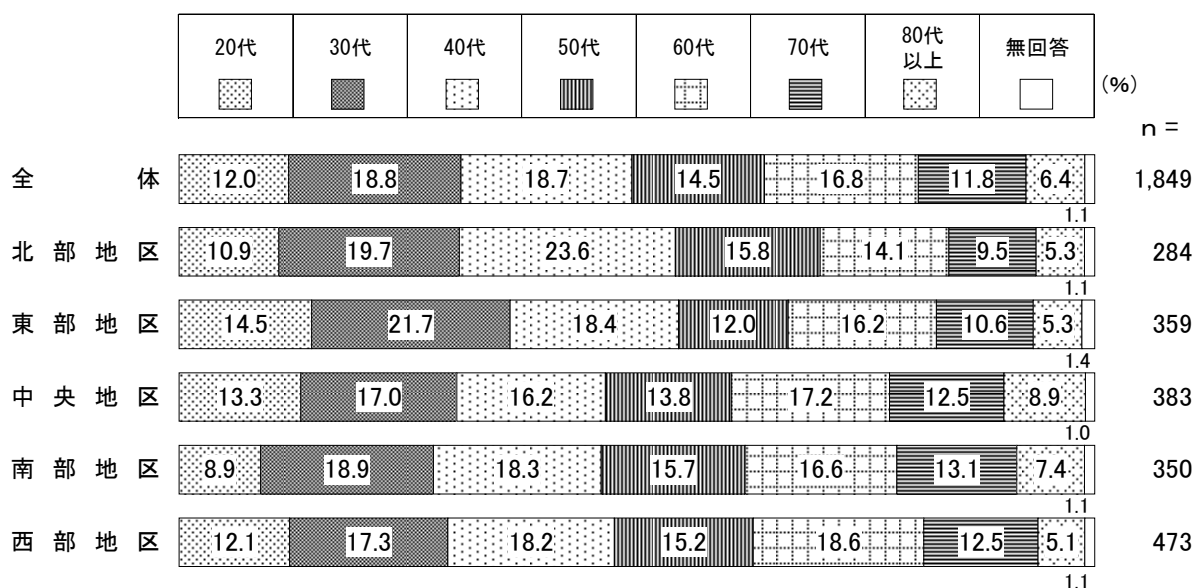 20代 30代 40代 50代 60代 70代 80代以上 無回答
(%)
n =
全体 12.0 18.8 18.7 14.5 16.8 11.8 6.4 1,849
1.1
北部地区 10.9 19.7 23.6 15.8 14.1 9.5 5.3 284
1.1
東部地区 14.5 21.7 18.4 12.0 16.2 10.6 5.3 359
1.4
中央地区 13.3 17.0 16.2 13.8 17.2 12.5 8.9 383
1.0
南部地区 8.9 18.9 18.3 15.7 16.6 13.1 7.4 350
1.1
西部地区 12.1 17.3 18.2 15.2 18.6 12.5 5.1 473
1.1